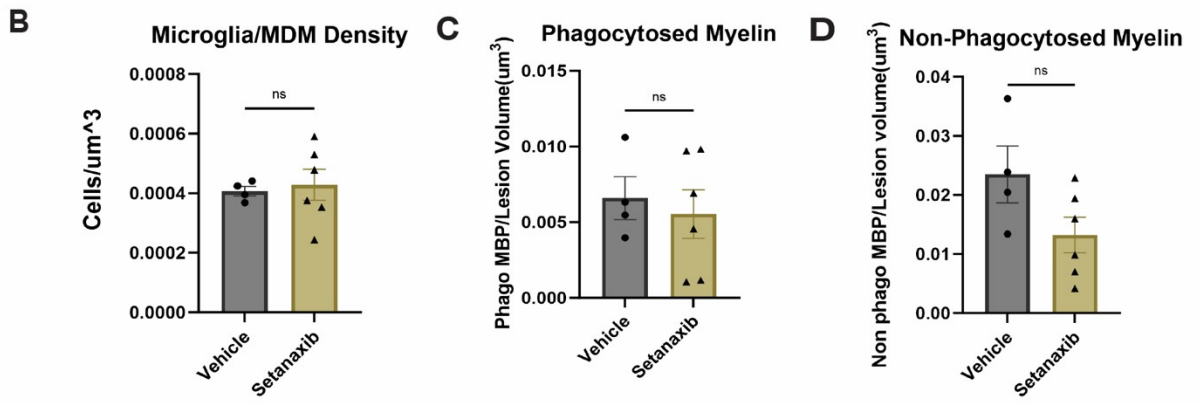 B
Microglia/MDM Density
Cells/um^3
0.0008
0.0006
0.0004
0.0002
0.0000
ns
Vehicle
Setanaxib
C
Phagocytosed Myelin
Phago MBP/Lesion Volume(um³)
0.015
0.010
0.005
0.000
ns
Vehicle
Setanaxib
D
Non-Phagocytosed Myelin
Non phago MBP/Lesion volume(um³)
0.04
0.03
0.02
0.01
0.00
ns
Vehicle
Setanaxib